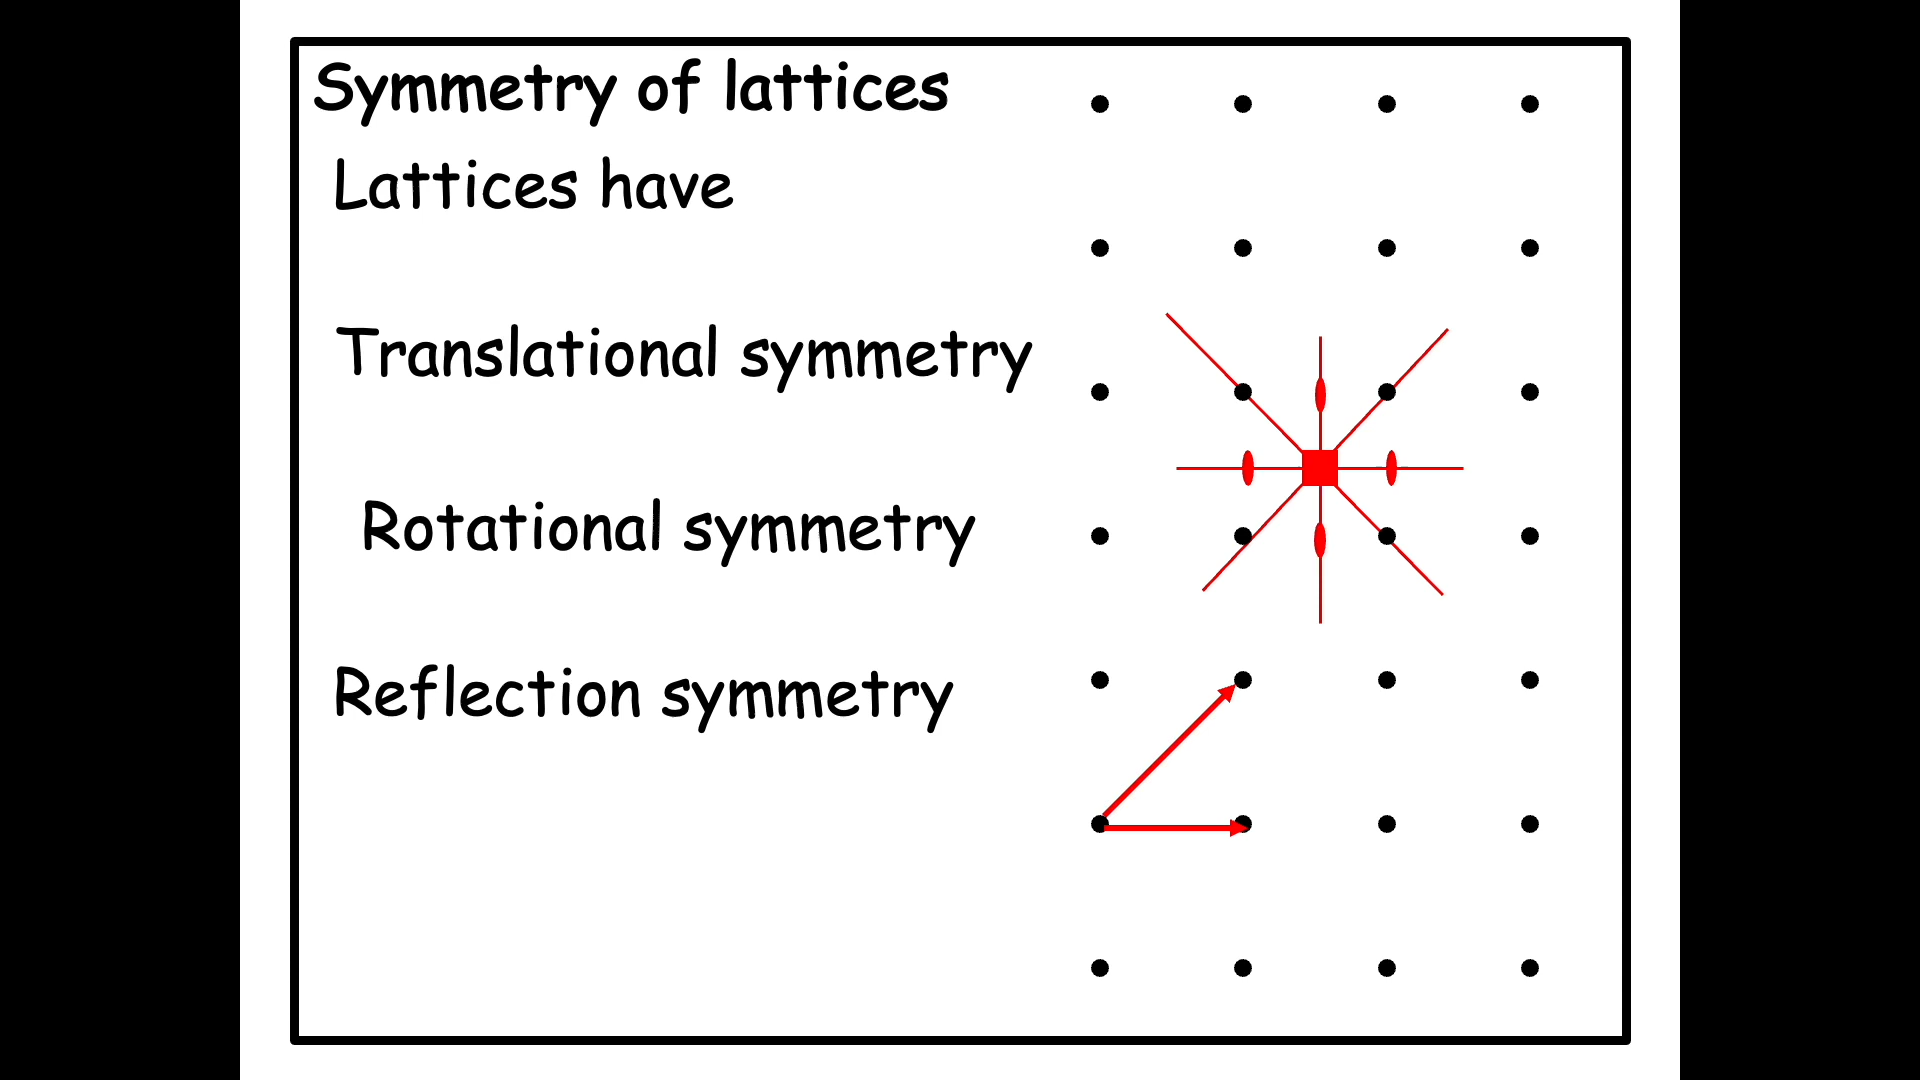 Symmetry of lattices
Lattices have
Translational symmetry
Rotational symmetry
Reflection symmetry